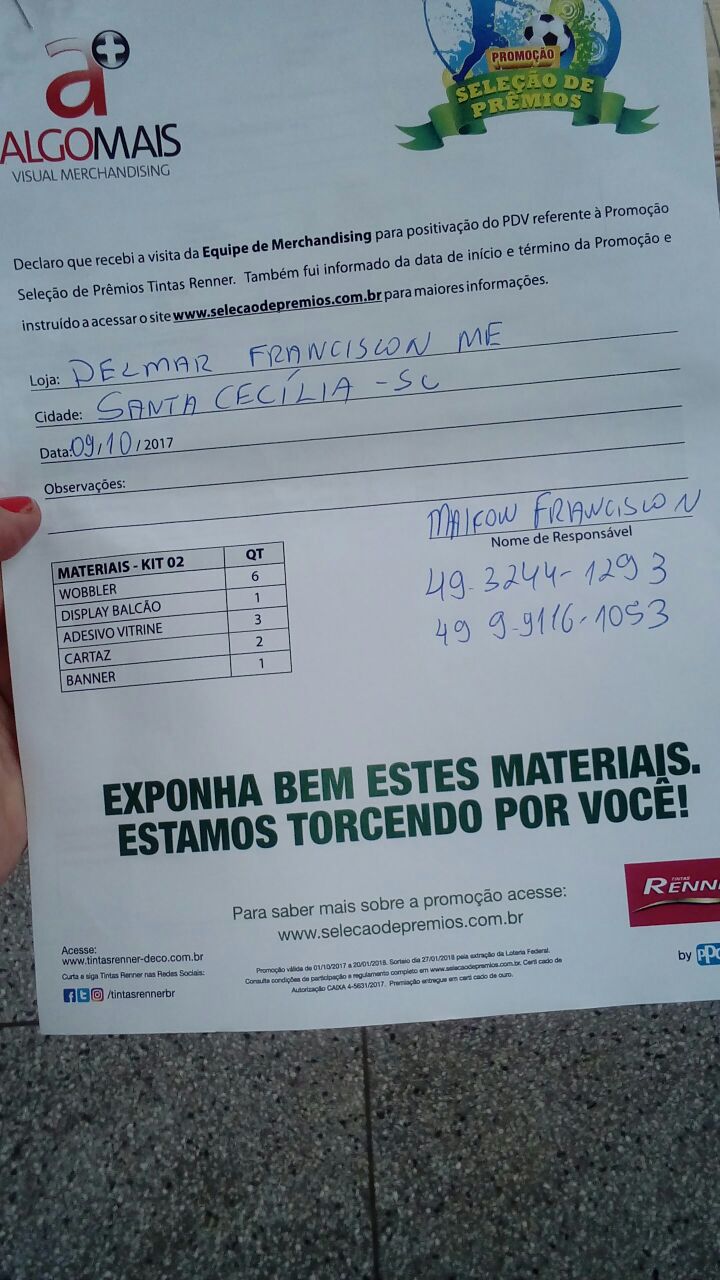 a+
ALGOMAIS
VISUAL MERCHANDISING
PROMOÇÃO
SELEÇÃO DE
PRÊMIOS
Declaro que recebi a visita da Equipe de Merchandising para positivação do PDV referente à Promoção
Seleção de Prêmios Tintas Renner. Também fui informado da data de início e término da Promoção e
instruído a acessar o site www.selecaodepremios.com.br para maiores informações.
Loja: DELMAR FRANCISCON ME
Cidade: SANTA CECÍLIA - SC
Data: 09/10/2017
Observações:
MAICON FRANCISCON
Nome de Responsável
49-3244-1293
49 9-9116-1053
MATERIAIS - KIT 02 QT
WOBBLER 6
DISPLAY BALCÃO 1
ADESIVO VITRINE 3
CARTAZ 2
BANNER 1
EXPONHA BEM ESTES MATERIAIS.
ESTAMOS TORCENDO POR VOCÊ!
Para saber mais sobre a promoção acesse:
www.selecaodepremios.com.br
TINTAS
RENN
by PPG
Acesse:
www.tintasrenner-deco.com.br
Curta e siga Tintas Renner nas Redes Sociais:
/tintasrennerbr
Promoção válida de 01/10/2017 a 20/01/2018. Sorteio dia 27/01/2018 pela extração da Loteria Federal.
Consulte condições de participação e regulamento completo em www.selecaodepremios.com.br. Certi cado de
Autorização CAIXA 4-5631/2017. Premiação entregue em certi cado de ouro.